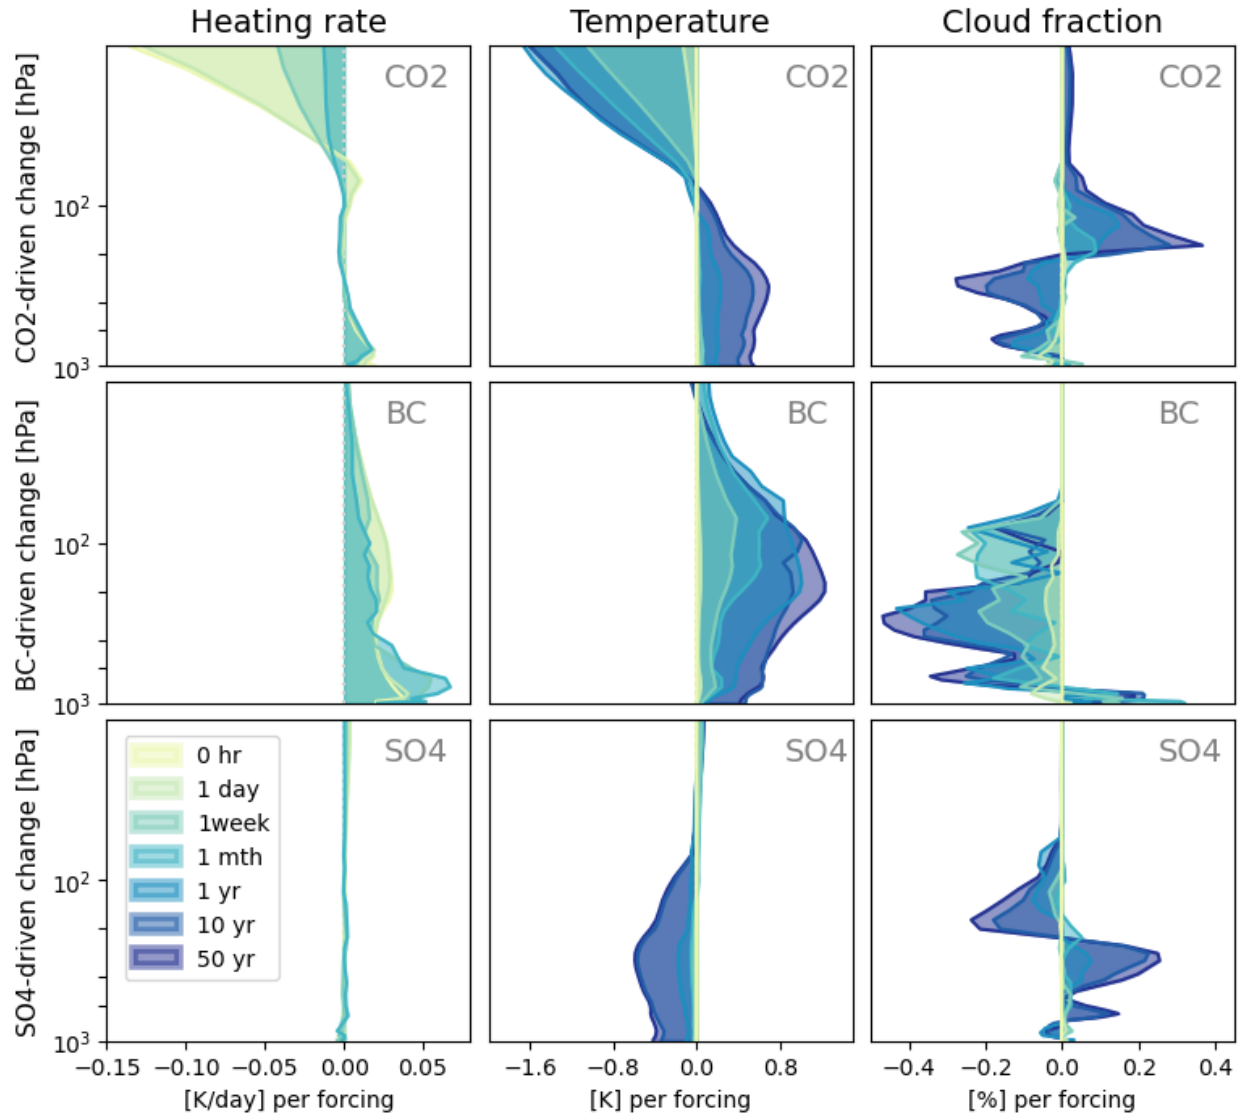 Heating rate
Temperature
Cloud fraction
CO2-driven change [hPa]
10²
10³
CO2
CO2
CO2
BC-driven change [hPa]
10²
10³
BC
BC
BC
SO4-driven change [hPa]
10²
10³
SO4
SO4
SO4
0 hr
1 day
1week
1 mth
1 yr
10 yr
50 yr
−0.15 −0.10 −0.05 0.00 0.05
−1.6 −0.8 0.0 0.8
−0.4 −0.2 0.0 0.2 0.4
[K/day] per forcing
[K] per forcing
[%] per forcing